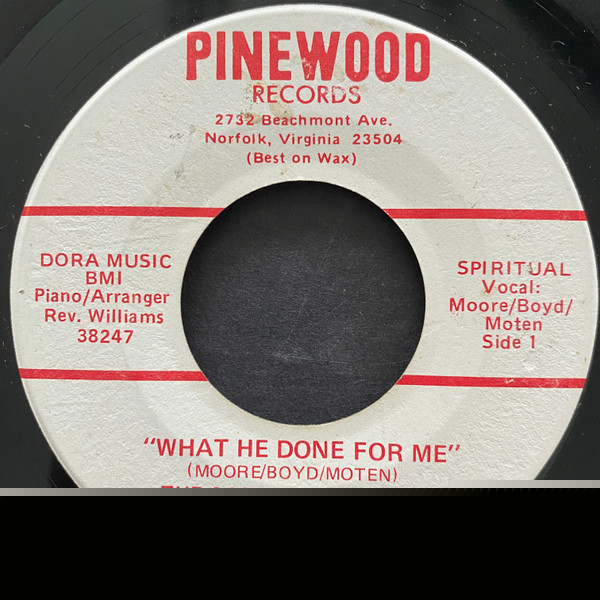 PINEWOOD
RECORDS
2732 Beachmont Ave.
Norfolk, Virginia 23504
(Best on Wax)
DORA MUSIC
BMI
Piano/Arranger
Rev. Williams
38247
SPIRITUAL
Vocal:
Moore/Boyd/
Moten
Side 1
"WHAT HE DONE FOR ME"
(MOORE/BOYD/MOTEN)